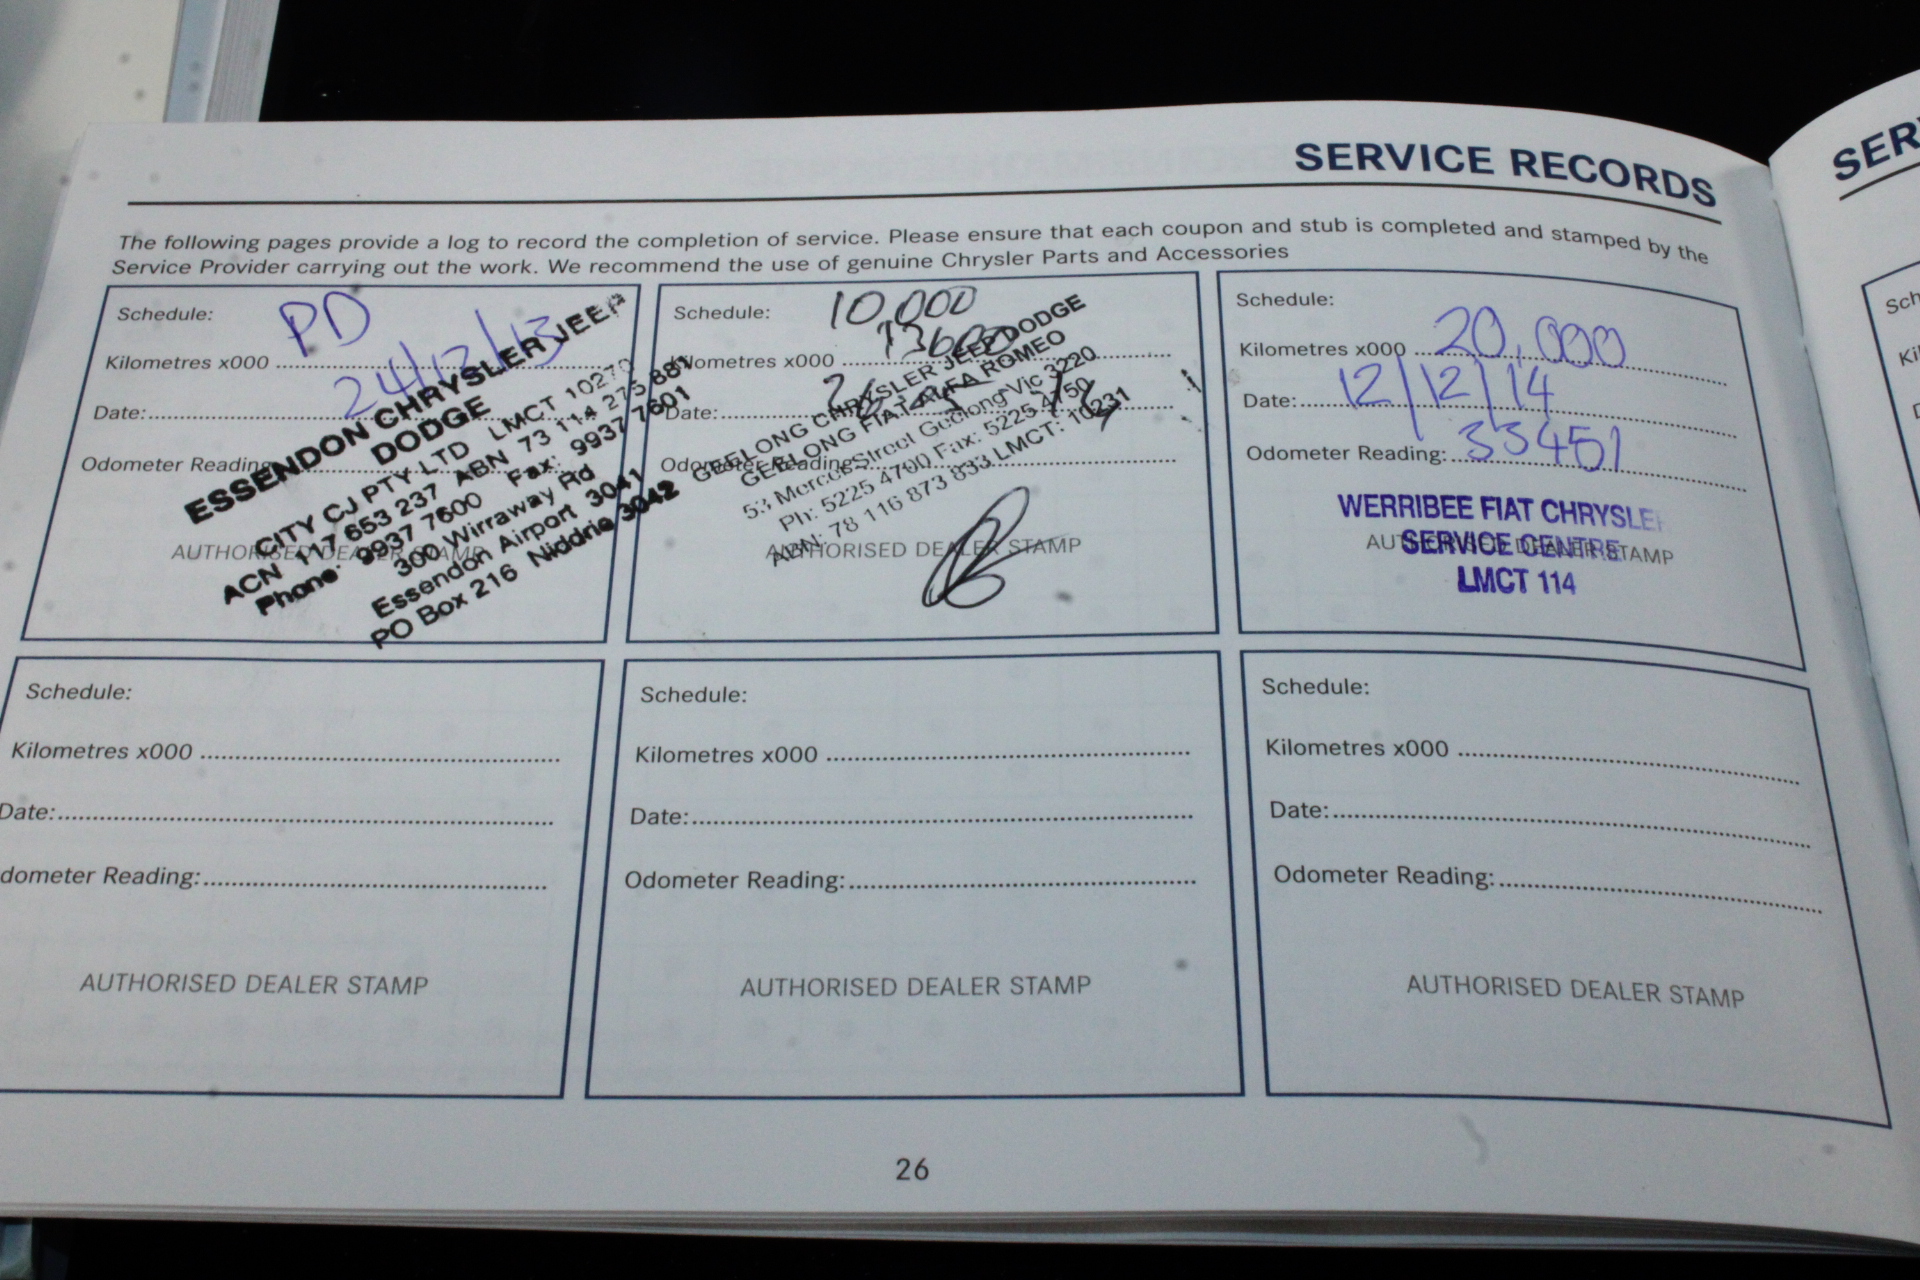 SERVICE RECORDS
The following pages provide a log to record the completion of service. Please ensure that each coupon and stub is completed and stamped by the
Service Provider carrying out the work. We recommend the use of genuine Chrysler Parts and Accessories
Schedule: PD
Kilometres x000
Date: 24/12/13
Odometer Reading
ESSENDON CHRYSLER JEEP
DODGE
CITY CJ PTY LTD LMCT 10270
ACN 117 653 237 ABN 73 114 275 881
Phone: 9937 7600 Fax: 9937 7601
300 Wirraway Rd
Essendon Airport 3041
PO Box 216 Niddrie 3042
AUTHORISED DEALER STAMP
Schedule: 10,000
Kilometres x000
Date:
Odometer Reading
GEELONG CHRYSLER JEEP DODGE
GEELONG FIAT ALFA ROMEO
53 Mercer Street Geelong Vic 3220
Ph: 5225 4700 Fax: 5225 4750
ABN: 78 116 873 833 LMCT: 10231
AUTHORISED DEALER STAMP
Schedule:
Kilometres x000 20,000
Date: 12/12/14
Odometer Reading: 33451
WERRIBEE FIAT CHRYSLER
SERVICE CENTRE
AUTHORISED DEALER STAMP
LMCT 114
Schedule:
Kilometres x000
Date:
dometer Reading:
AUTHORISED DEALER STAMP
Schedule:
Kilometres x000
Date:
Odometer Reading:
AUTHORISED DEALER STAMP
Schedule:
Kilometres x000
Date:
Odometer Reading:
AUTHORISED DEALER STAMP
26
SER
Sch
Ki